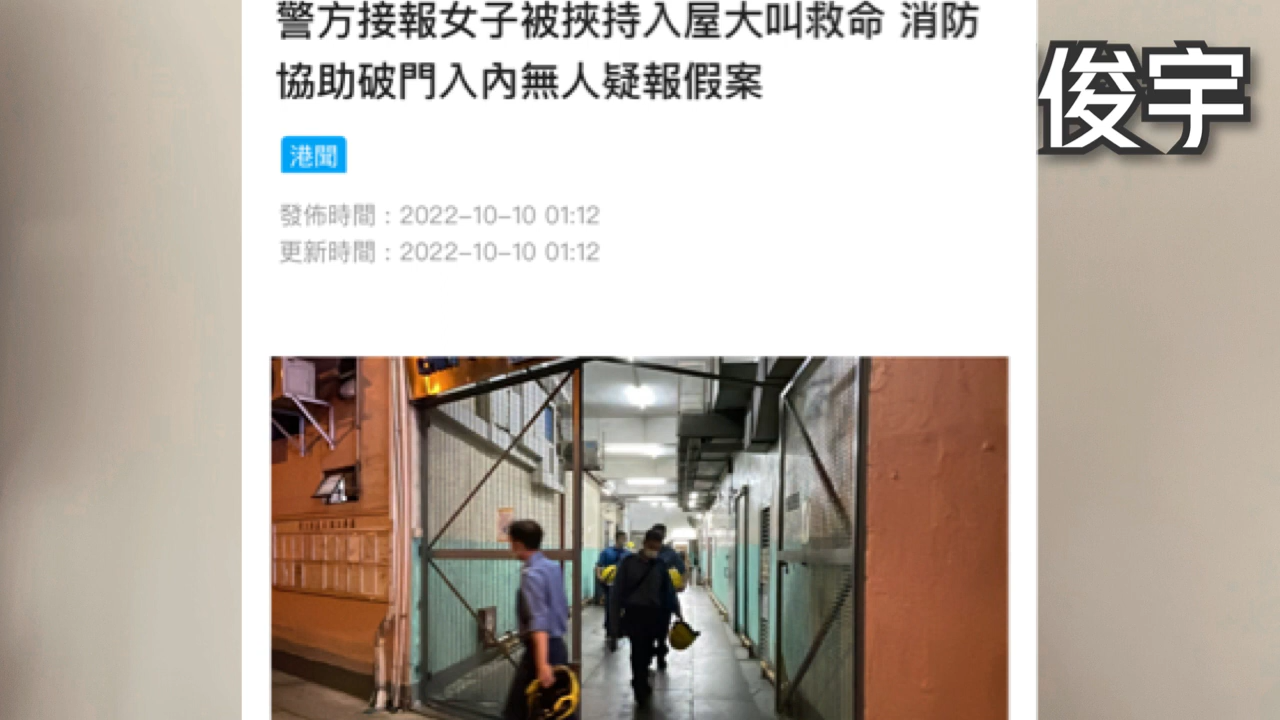 警方接報女子被挾持入屋大叫救命 消防
協助破門入內無人疑報假案
俊宇
港聞
發佈時間：2022-10-10 01:12
更新時間：2022-10-10 01:12